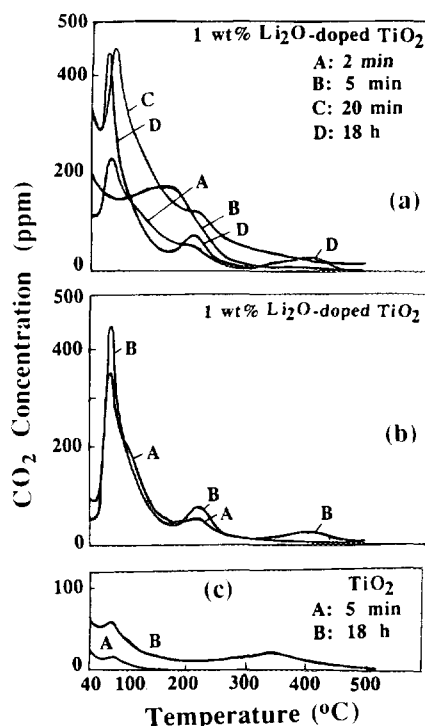 500
1 wt% Li2O-doped TiO2
A: 2 min
B: 5 min
C: 20 min
D: 18 h
400
C
D
A
200
B
(a)
D
D
0
500
1 wt% Li2O-doped TiO2
B
400
(b)
A
200
B
A
B
0
CO2 Concentration (ppm)
100
(c)
TiO2
A: 5 min
B: 18 h
A
B
0
40 100 200 300 400 500
Temperature (°C)